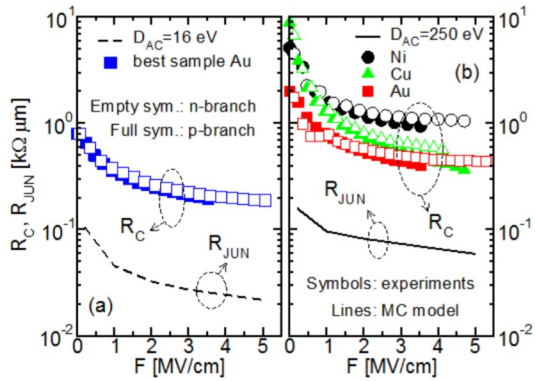 10¹
10⁰
10⁻¹
10⁻²
R_C, R_JUN [kΩ μm]
D_AC=16 eV
best sample Au
Empty sym.: n-branch
Full sym.: p-branch
R_C
R_JUN
(a)
0 1 2 3 4 5
F [MV/cm]
D_AC=250 eV
Ni
(b)
Cu
Au
R_JUN
R_C
Symbols: experiments
Lines: MC model
0 1 2 3 4 5
F [MV/cm]
10¹
10⁰
10⁻¹
10⁻²